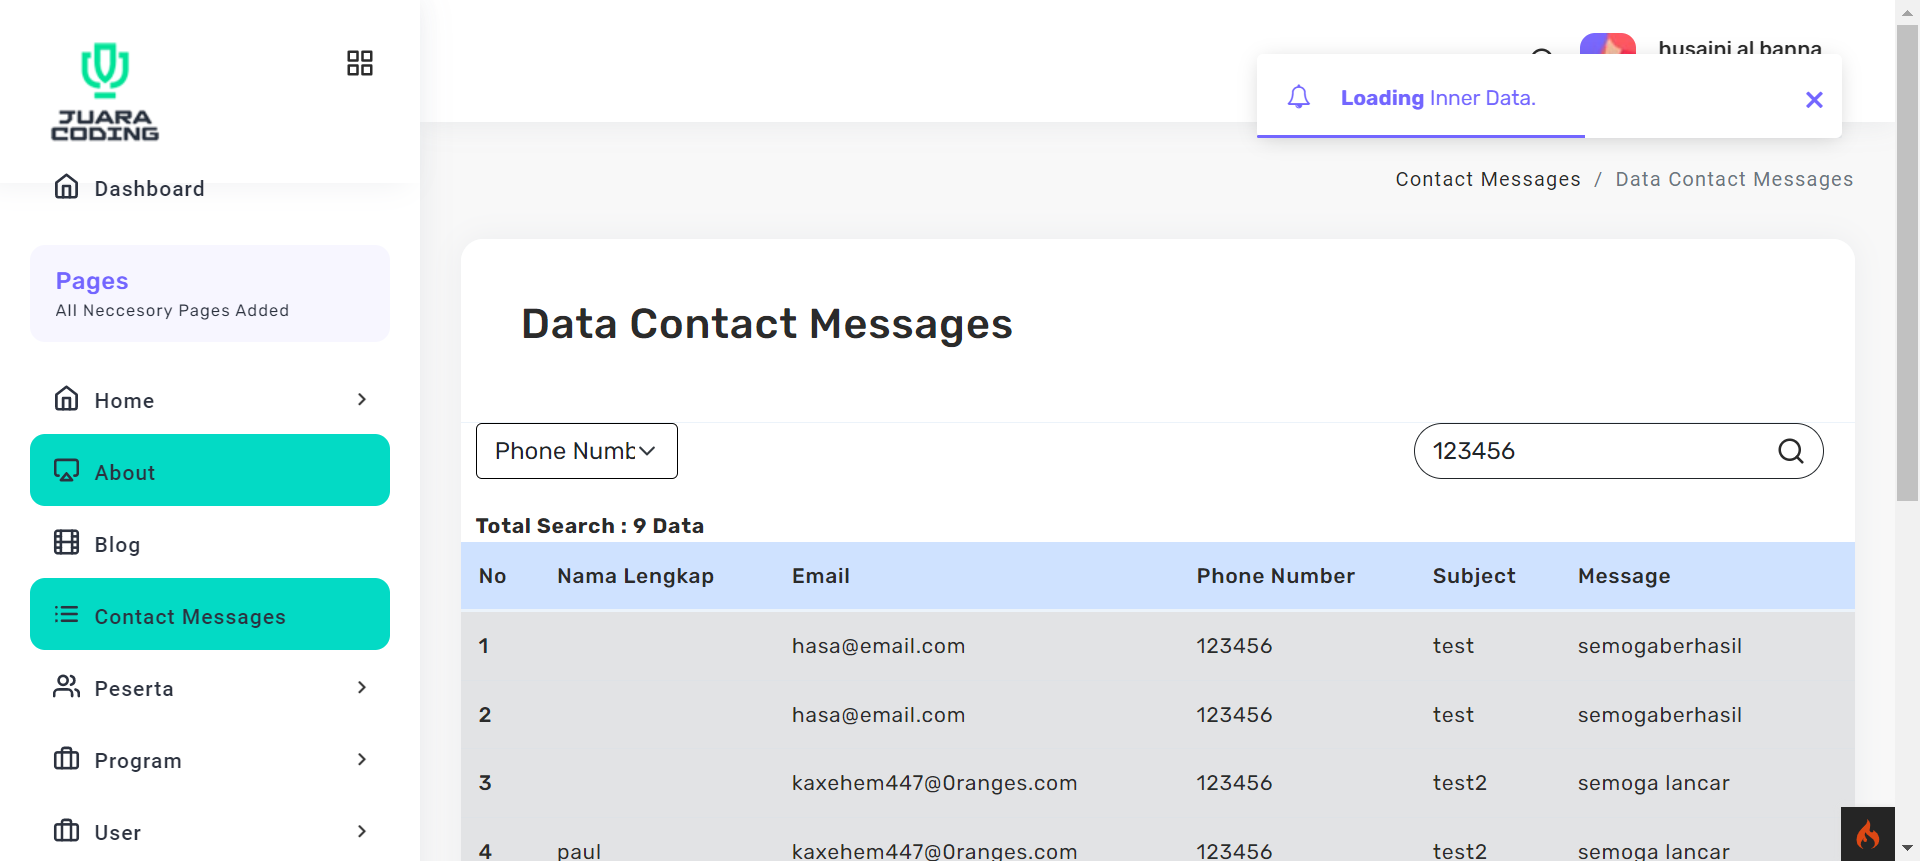 JUARA
CODING
husaini al banna
Loading Inner Data.
Dashboard
Contact Messages / Data Contact Messages
Pages
All Neccesory Pages Added
Data Contact Messages
Home
About
Blog
Contact Messages
Peserta
Program
User
Phone Numb
123456
Total Search : 9 Data
No Nama Lengkap Email Phone Number Subject Message
1 hasa@email.com 123456 test semogaberhasil
2 hasa@email.com 123456 test semogaberhasil
3 kaxehem447@0ranges.com 123456 test2 semoga lancar
4 paul kaxehem447@0ranges.com 123456 test2 semoga lancar